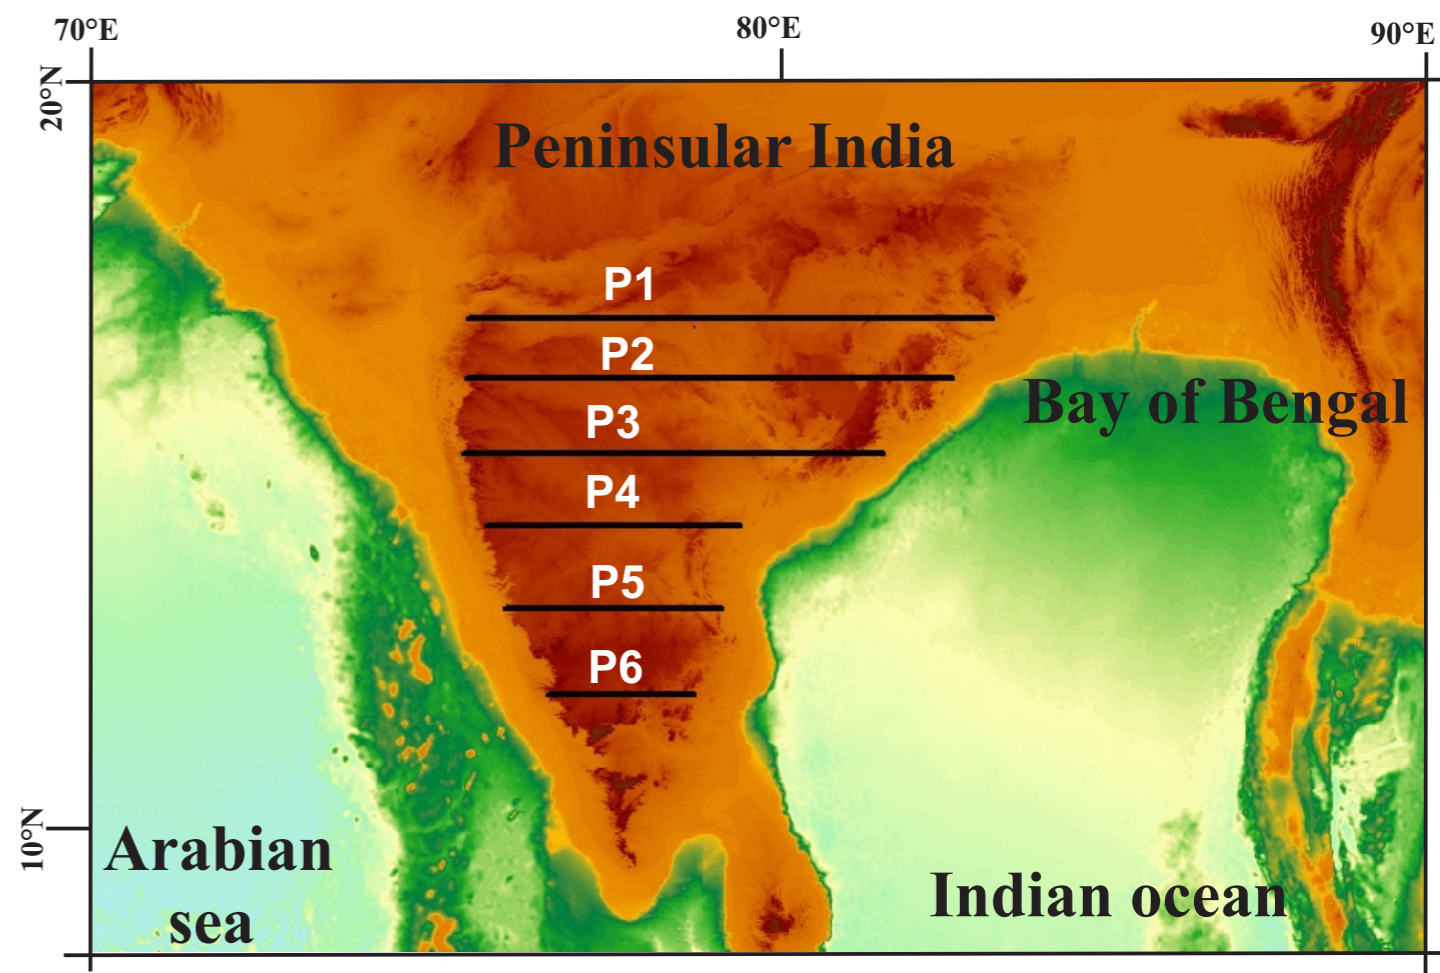 70°E
80°E
90°E
20°N
Peninsular India
P1
P2
Bay of Bengal
P3
P4
P5
P6
10°N
Arabian
sea
Indian ocean